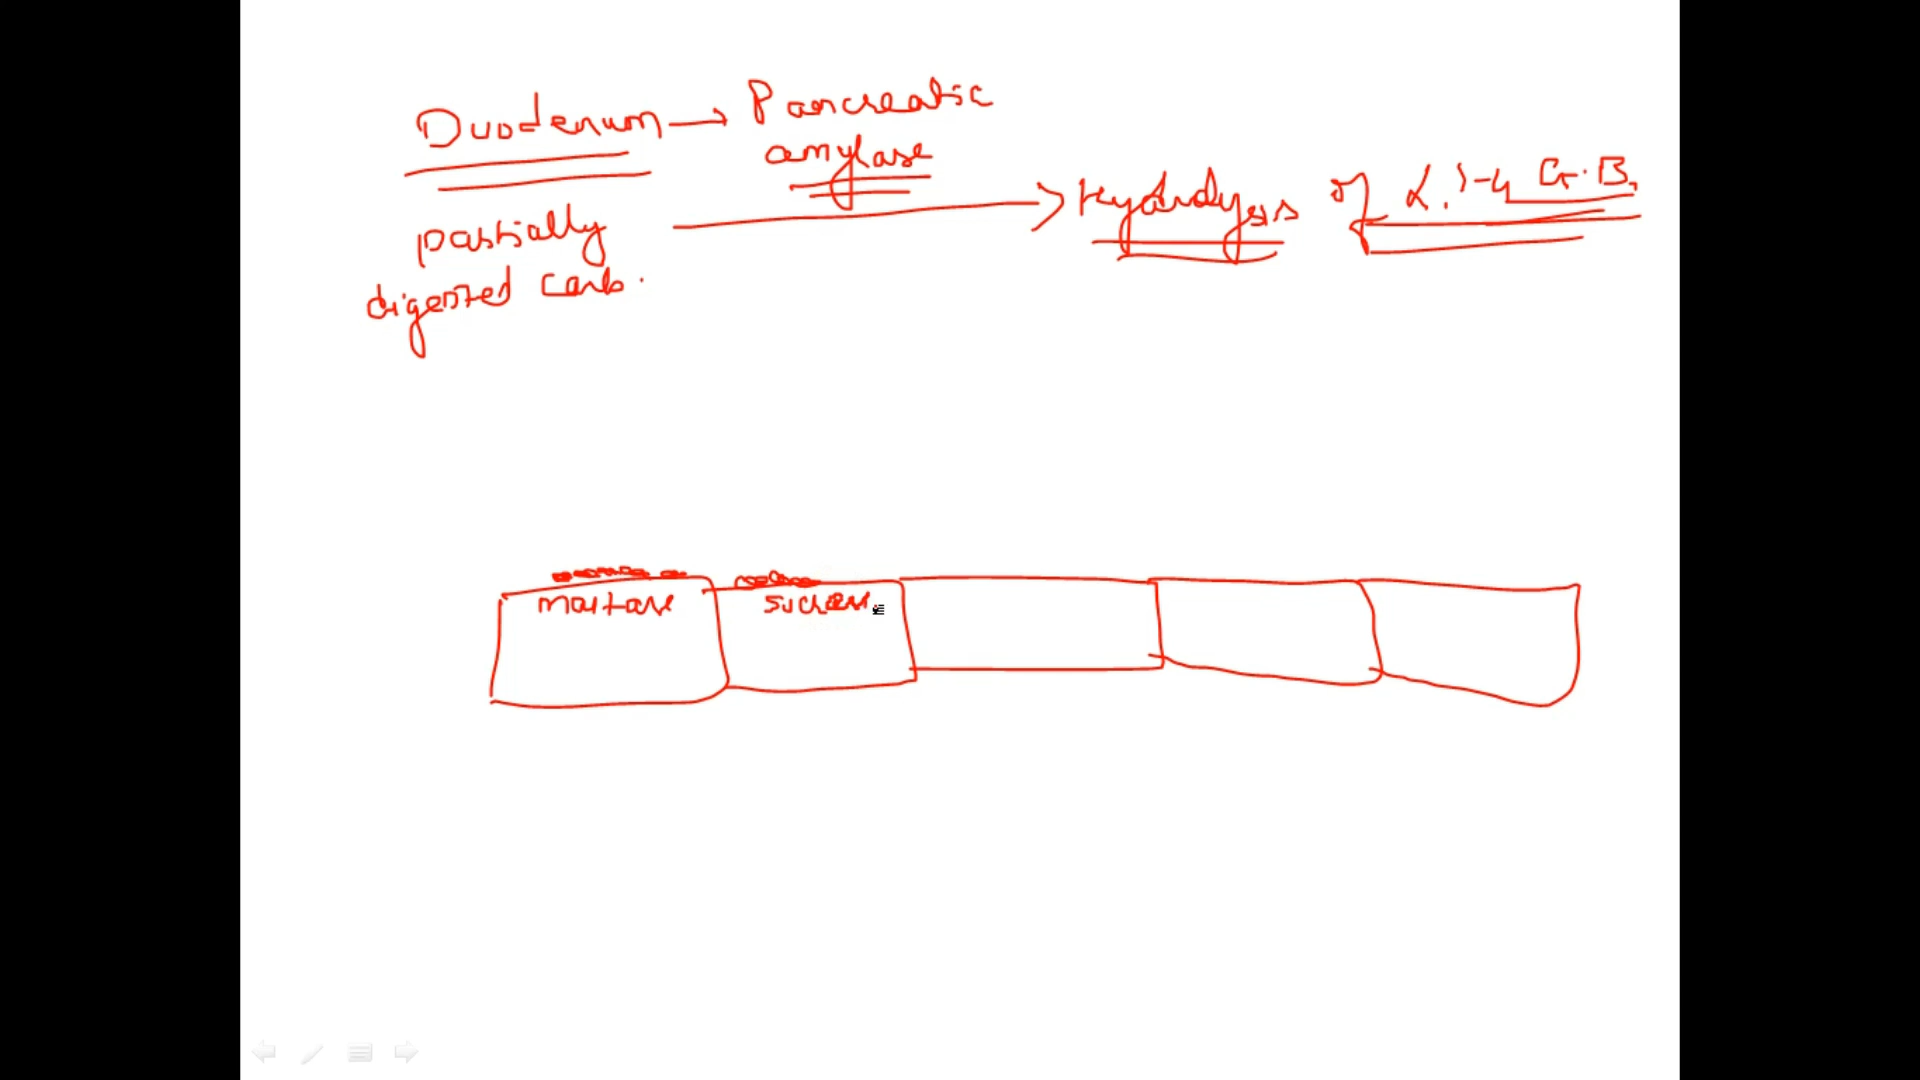 Duodenum → Pancreatic
amylase
partially → Hydrolysis of α.1-4 G.B.
digested carb.
maltase sucrase